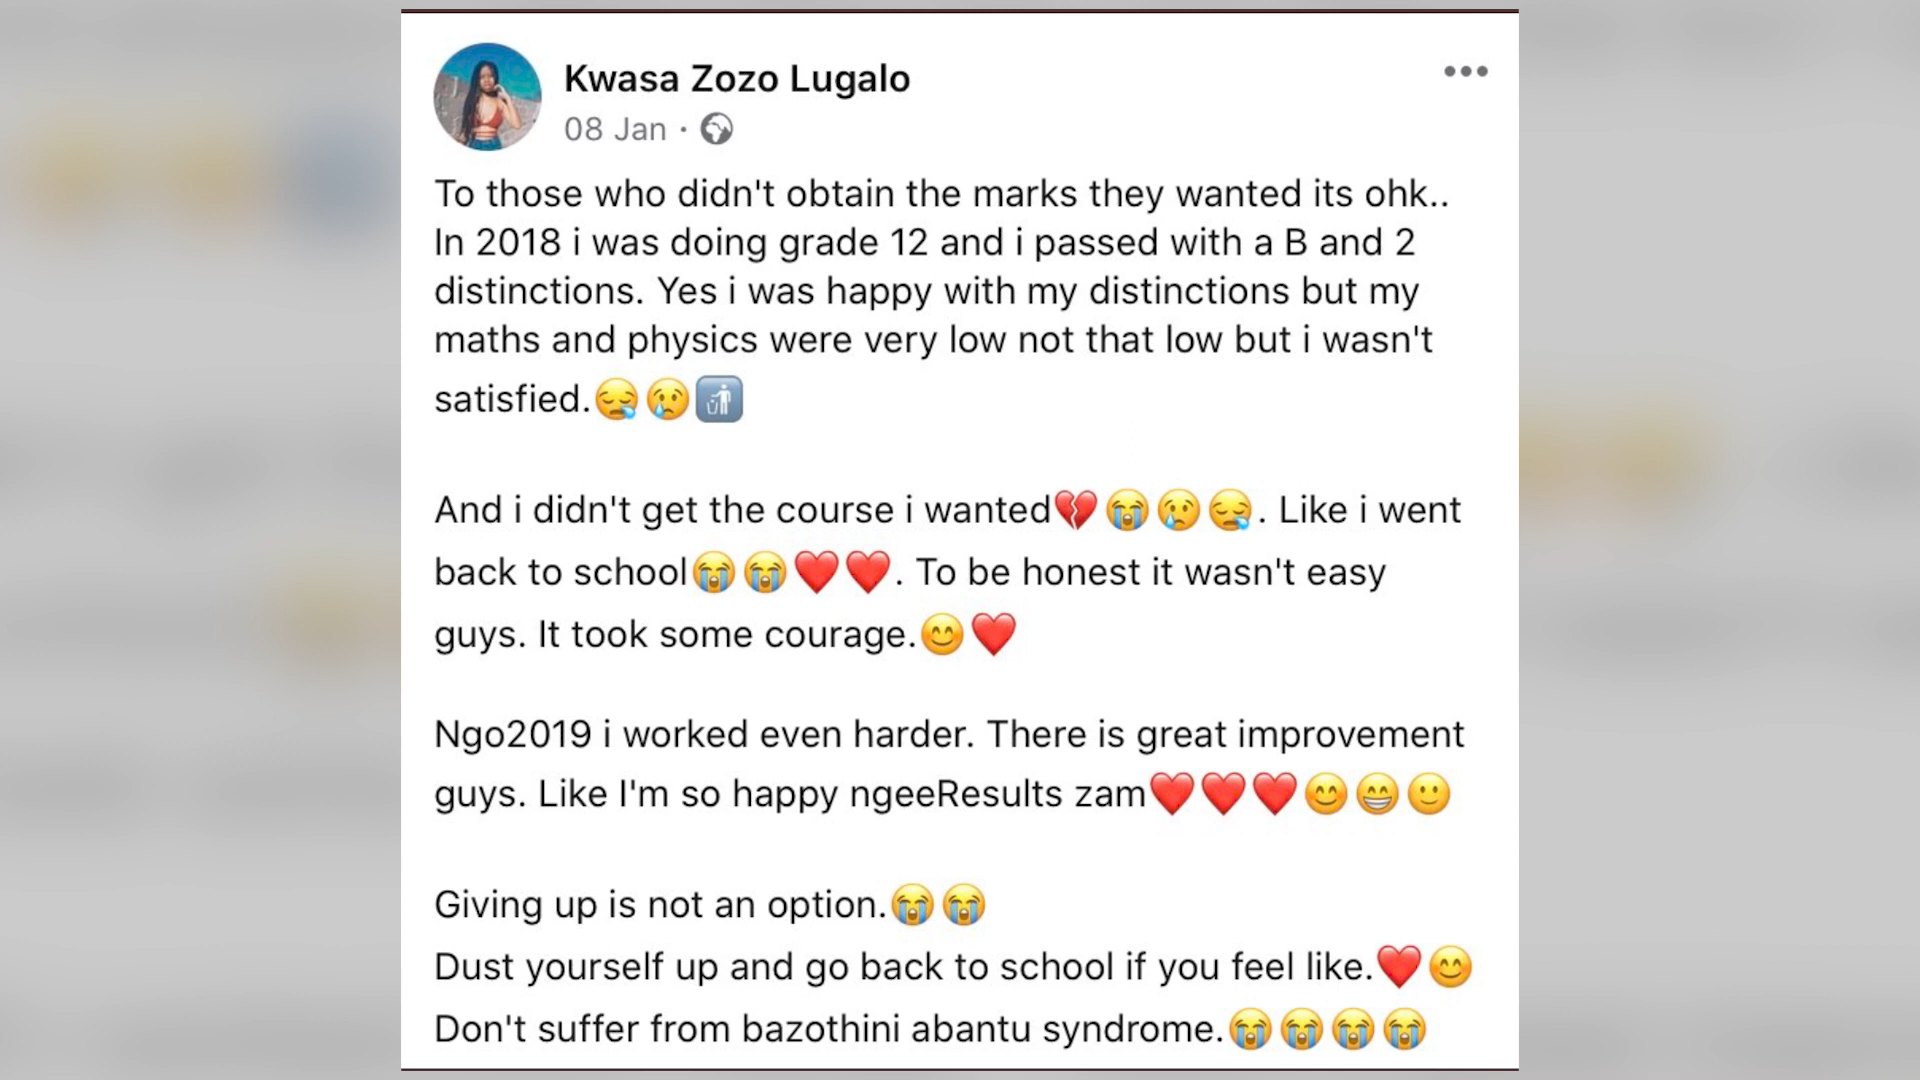 Kwasa Zozo Lugalo
08 Jan ·
To those who didn't obtain the marks they wanted its ohk..
In 2018 i was doing grade 12 and i passed with a B and 2
distinctions. Yes i was happy with my distinctions but my
maths and physics were very low not that low but i wasn't
satisfied.😪😢🚮
And i didn't get the course i wanted💔😭😢😪. Like i went
back to school😭😭❤️❤️. To be honest it wasn't easy
guys. It took some courage.😊❤️
Ngo2019 i worked even harder. There is great improvement
guys. Like I'm so happy ngeeResults zam❤️❤️❤️😊😁🙂
Giving up is not an option.😭😭
Dust yourself up and go back to school if you feel like.❤️😊
Don't suffer from bazothini abantu syndrome.😭😭😭😭